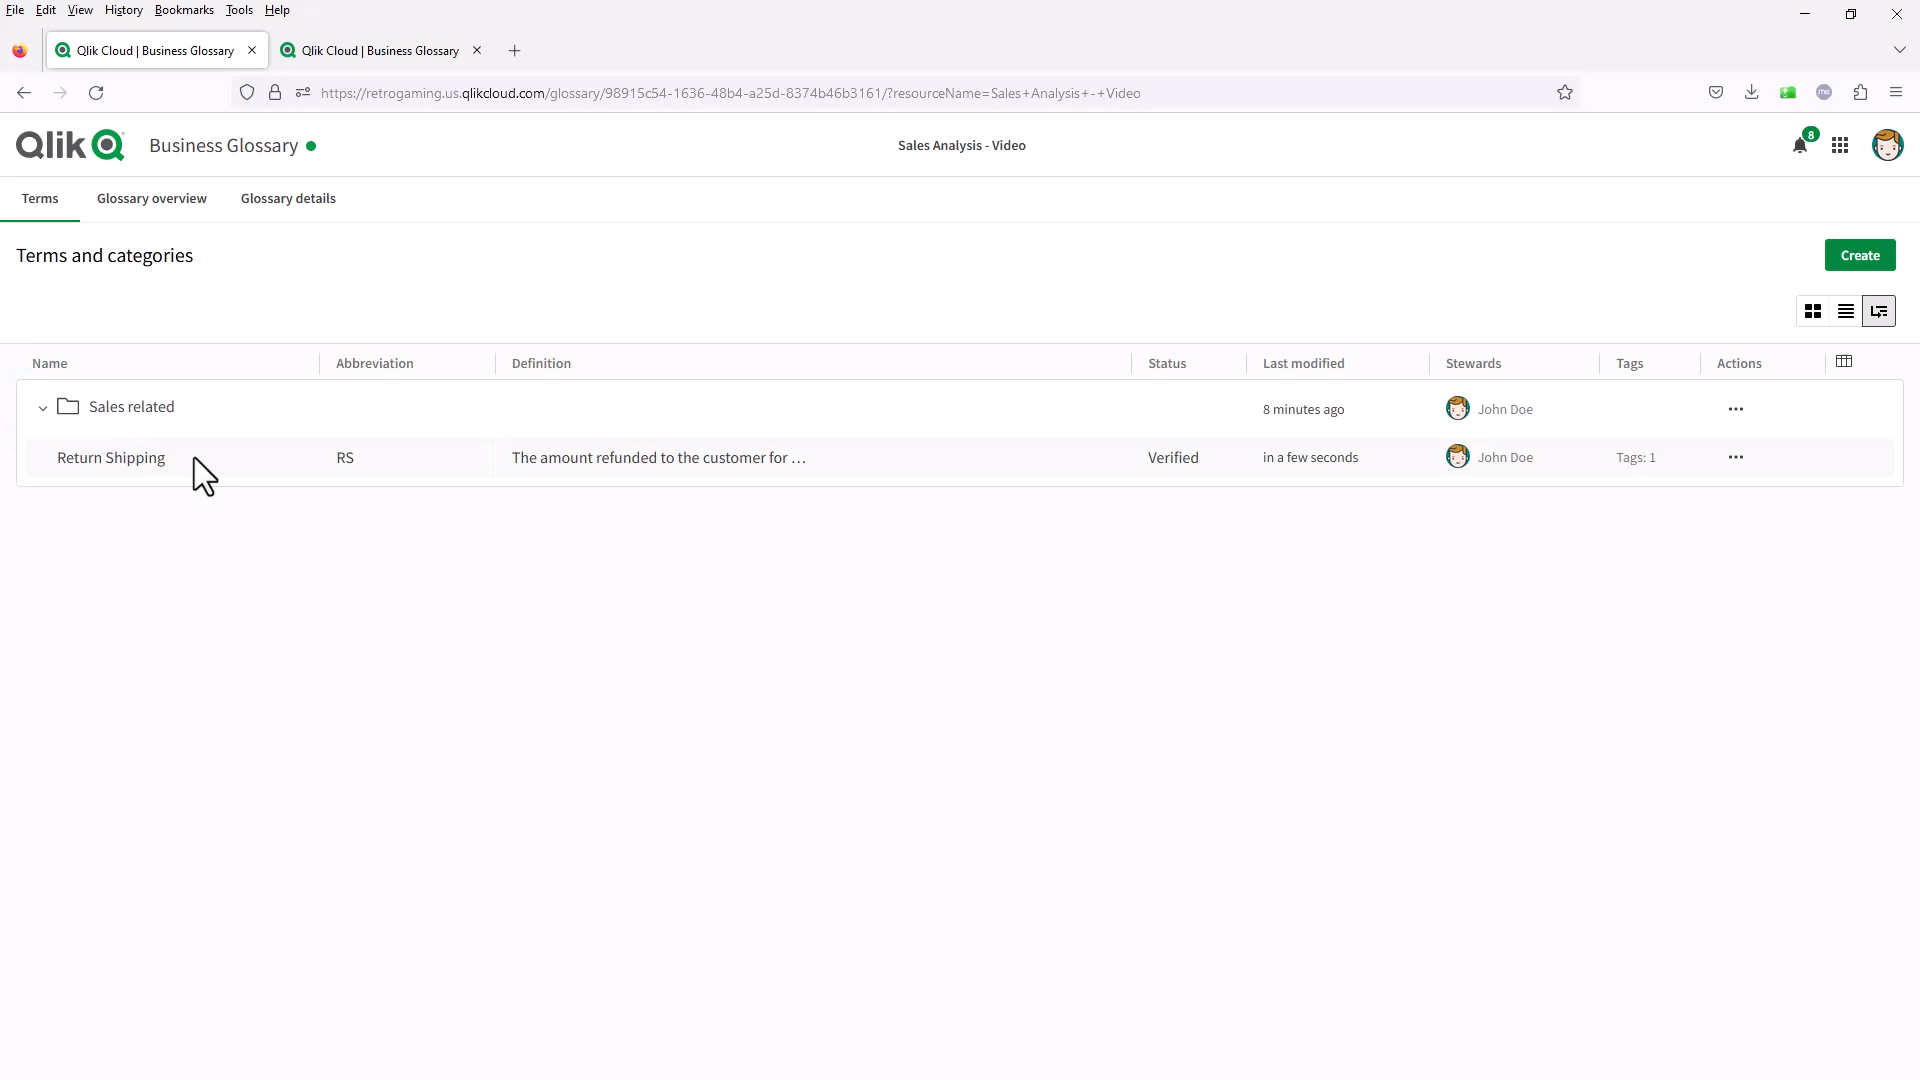 File Edit View History Bookmarks Tools Help
Qlik Cloud | Business Glossary Qlik Cloud | Business Glossary
https://retrogaming.us.qlikcloud.com/glossary/98915c54-1636-48b4-a25d-8374b46b3161/?resourceName=Sales+Analysis+-+Video
Qlik Business Glossary Sales Analysis - Video 8
Terms Glossary overview Glossary details
Terms and categories Create
Name Abbreviation Definition Status Last modified Stewards Tags Actions
Sales related 8 minutes ago John Doe
Return Shipping RS The amount refunded to the customer for ... Verified in a few seconds John Doe Tags: 1